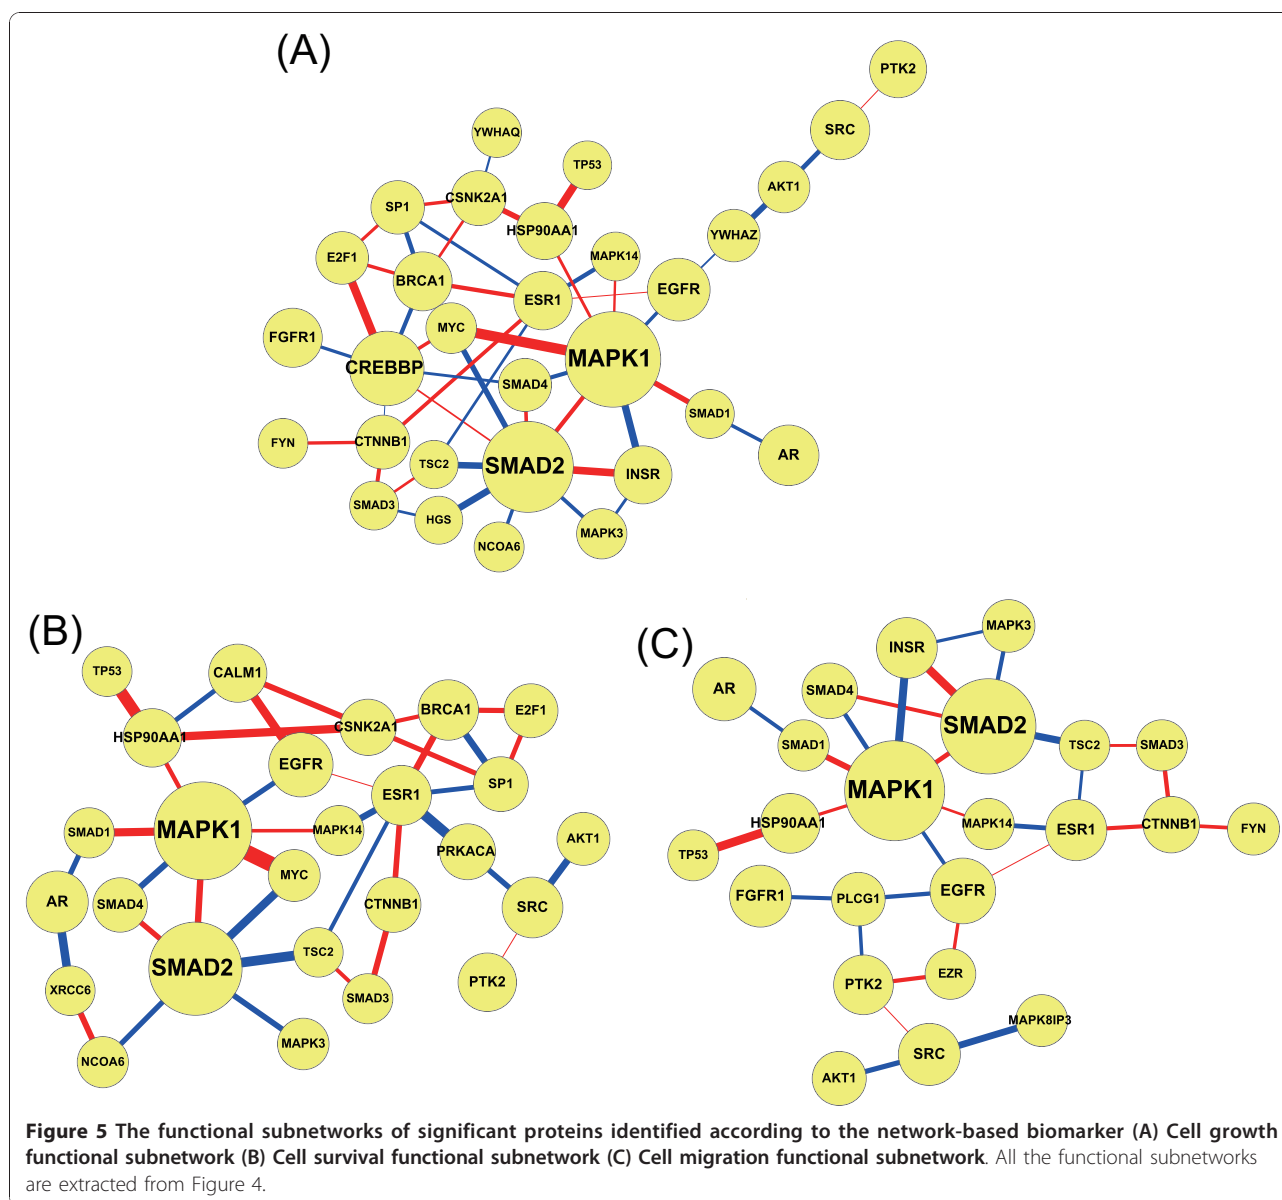 (A)
PTK2
SRC
YWHAQ
TP53
AKT1
CSNK2A1
SP1
HSP90AA1
YWHAZ
E2F1
MAPK14
BRCA1
EGFR
ESR1
MYC
FGFR1
MAPK1
CREBBP
SMAD4
SMAD1
FYN
CTNNB1
AR
TSC2
SMAD2
INSR
SMAD3
HGS
MAPK3
NCOA6
(B)
TP53
CALM1
BRCA1
E2F1
CSNK2A1
HSP90AA1
EGFR
SP1
ESR1
MAPK1
SMAD1
MAPK14
AKT1
PRKACA
MYC
AR
SMAD4
CTNNB1
SRC
TSC2
SMAD2
PTK2
XRCC6
SMAD3
MAPK3
NCOA6
(C)
MAPK3
INSR
AR
SMAD4
SMAD2
SMAD1
TSC2
SMAD3
MAPK1
HSP90AA1
MAPK14
ESR1
CTNNB1
FYN
TP53
EGFR
FGFR1
PLCG1
EZR
PTK2
MAPK8IP3
SRC
AKT1
Figure 5 The functional subnetworks of significant proteins identified according to the network-based biomarker (A) Cell growth
functional subnetwork (B) Cell survival functional subnetwork (C) Cell migration functional subnetwork. All the functional subnetworks
are extracted from Figure 4.